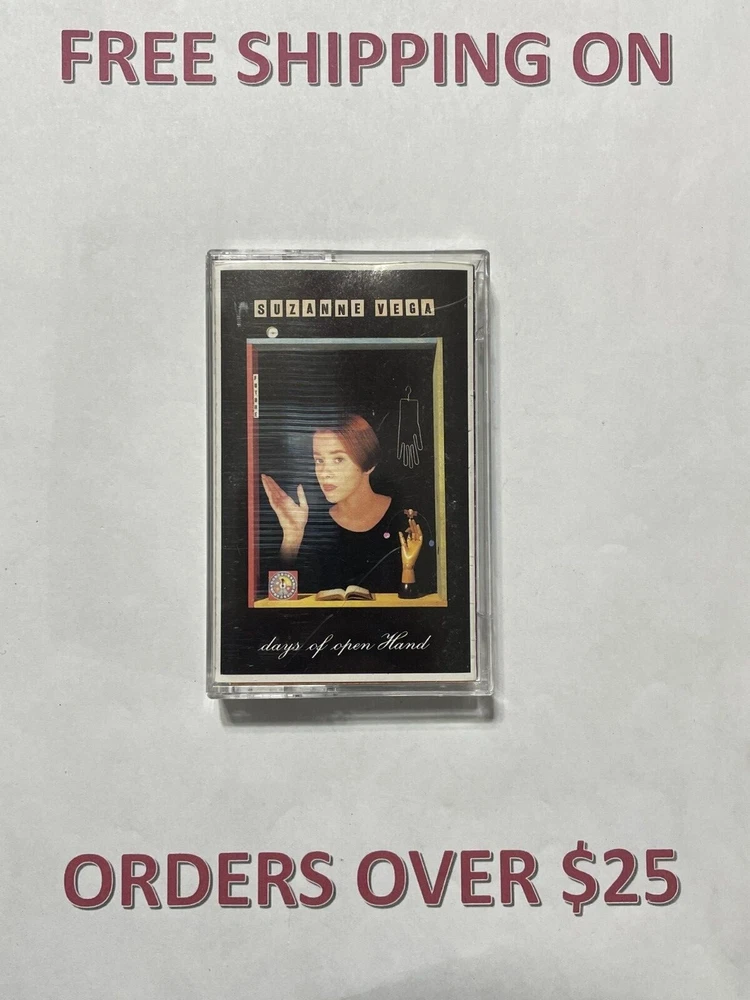 FREE SHIPPING ON
SUZANNE VEGA
days of open Hand
ORDERS OVER $25